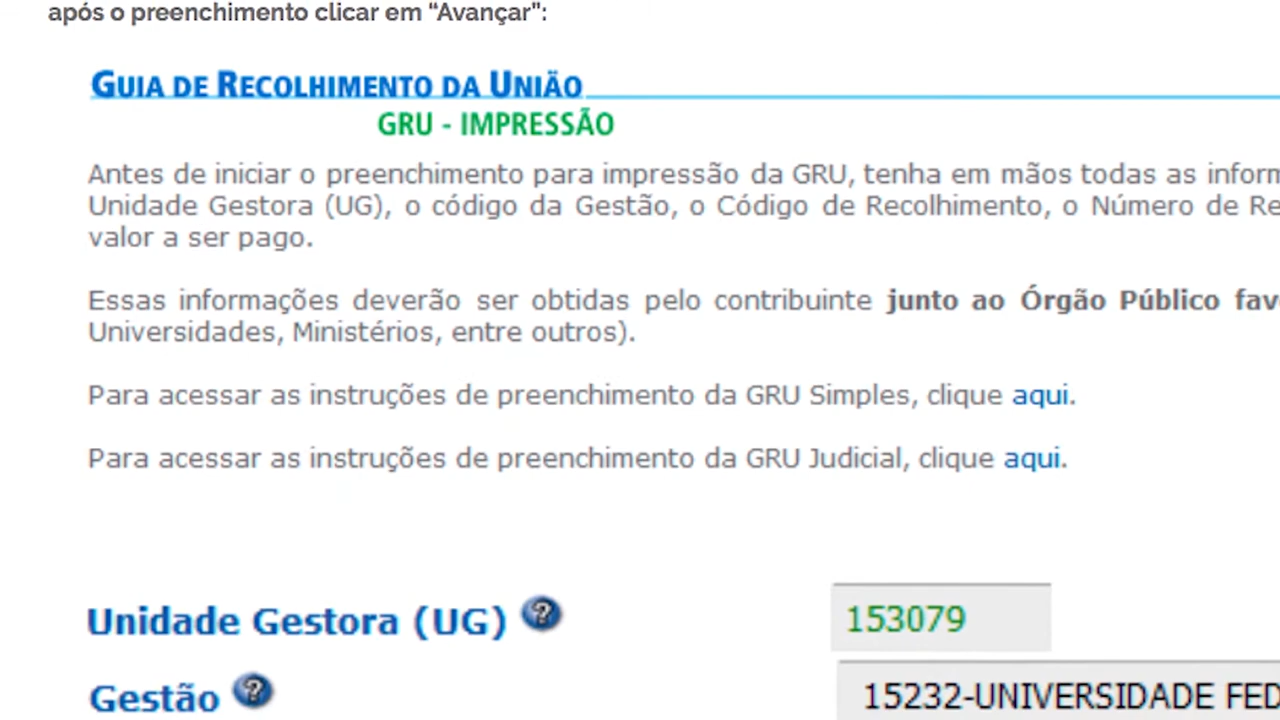 após o preenchimento clicar em “Avançar":
GUIA DE RECOLHIMENTO DA UNIÃO
GRU - IMPRESSÃO
Antes de iniciar o preenchimento para impressão da GRU, tenha em mãos todas as
Unidade Gestora (UG), o código da Gestão, o Código de Recolhimento, o Número de
valor a ser pago.
Essas informações deverão ser obtidas pelo contribuinte junto ao Órgão Público
Universidades, Ministérios, entre outros).
Para acessar as instruções de preenchimento da GRU Simples, clique aqui.
Para acessar as instruções de preenchimento da GRU Judicial, clique aqui.
Unidade Gestora (UG) ? 153079
Gestão ? 15232-UNIVERSIDADE